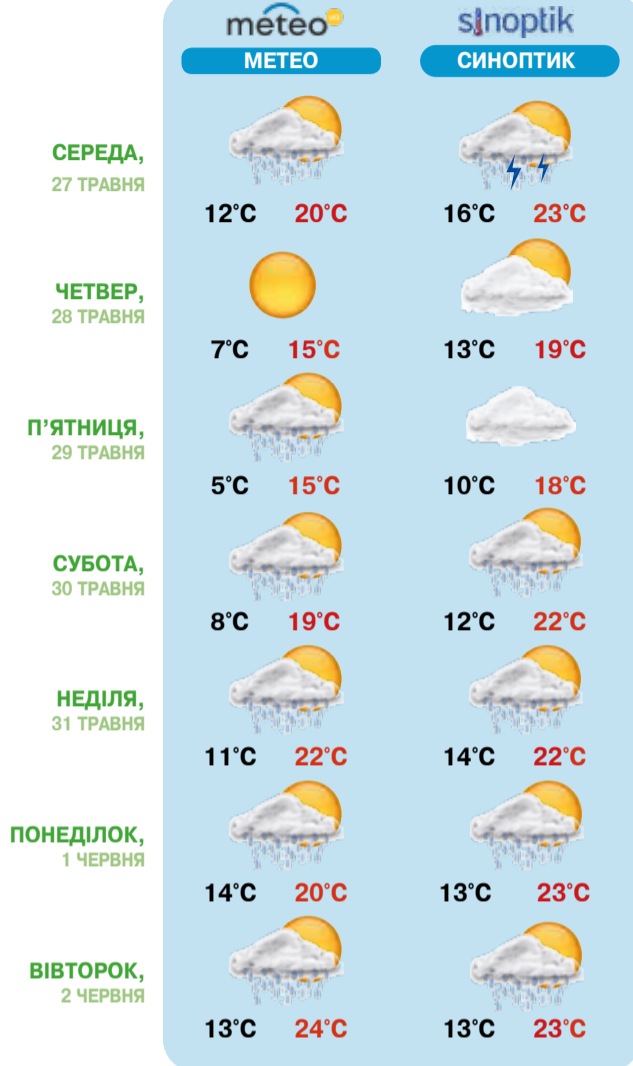 meteo
sinoptik
МЕТЕО
СИНОПТИК
СЕРЕДА,
27 ТРАВНЯ
12°C 20°C
16°C 23°C
ЧЕТВЕР,
28 ТРАВНЯ
7°C 15°C
13°C 19°C
П’ЯТНИЦЯ,
29 ТРАВНЯ
5°C 15°C
10°C 18°C
СУБОТА,
30 ТРАВНЯ
8°C 19°C
12°C 22°C
НЕДІЛЯ,
31 ТРАВНЯ
11°C 22°C
14°C 22°C
ПОНЕДІЛОК,
1 ЧЕРВНЯ
14°C 20°C
13°C 23°C
ВІВТОРОК,
2 ЧЕРВНЯ
13°C 24°C
13°C 23°C